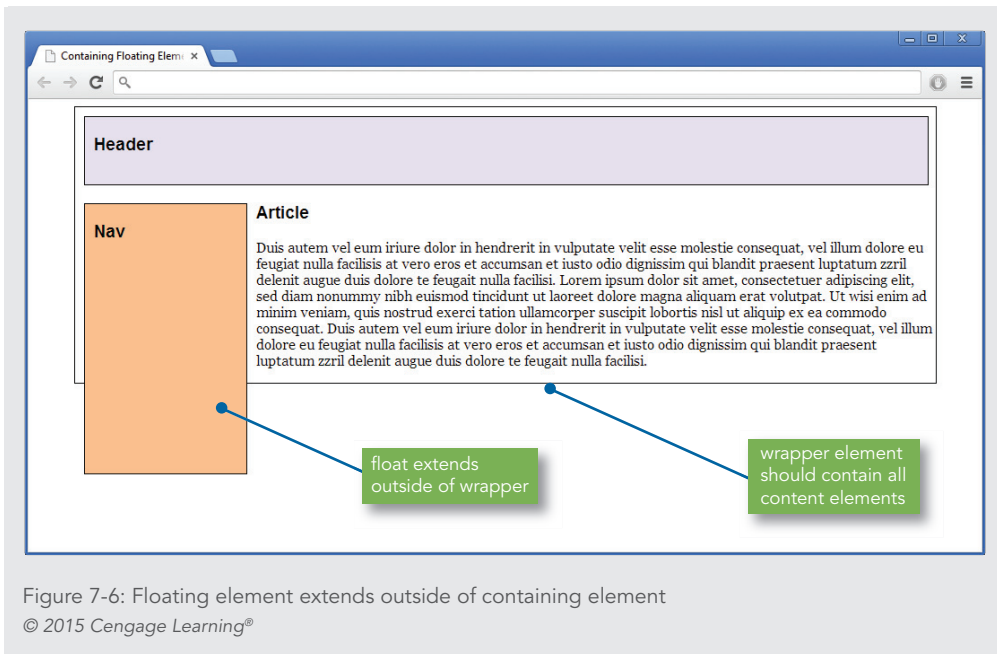 Containing Floating Elem
Header
Nav
Article
Duis autem vel eum iriure dolor in hendrerit in vulputate velit esse molestie consequat, vel illum dolore eu
feugiat nulla facilisis at vero eros et accumsan et iusto odio dignissim qui blandit praesent luptatum zzril
delenit augue duis dolore te feugait nulla facilisi. Lorem ipsum dolor sit amet, consectetuer adipiscing elit,
sed diam nonummy nibh euismod tincidunt ut laoreet dolore magna aliquam erat volutpat. Ut wisi enim ad
minim veniam, quis nostrud exerci tation ullamcorper suscipit lobortis nisl ut aliquip ex ea commodo
consequat. Duis autem vel eum iriure dolor in hendrerit in vulputate velit esse molestie consequat, vel illum
dolore eu feugiat nulla facilisis at vero eros et accumsan et iusto odio dignissim qui blandit praesent
luptatum zzril delenit augue duis dolore te feugait nulla facilisi.
float extends
outside of wrapper
wrapper element
should contain all
content elements
Figure 7-6: Floating element extends outside of containing element
© 2015 Cengage Learning®